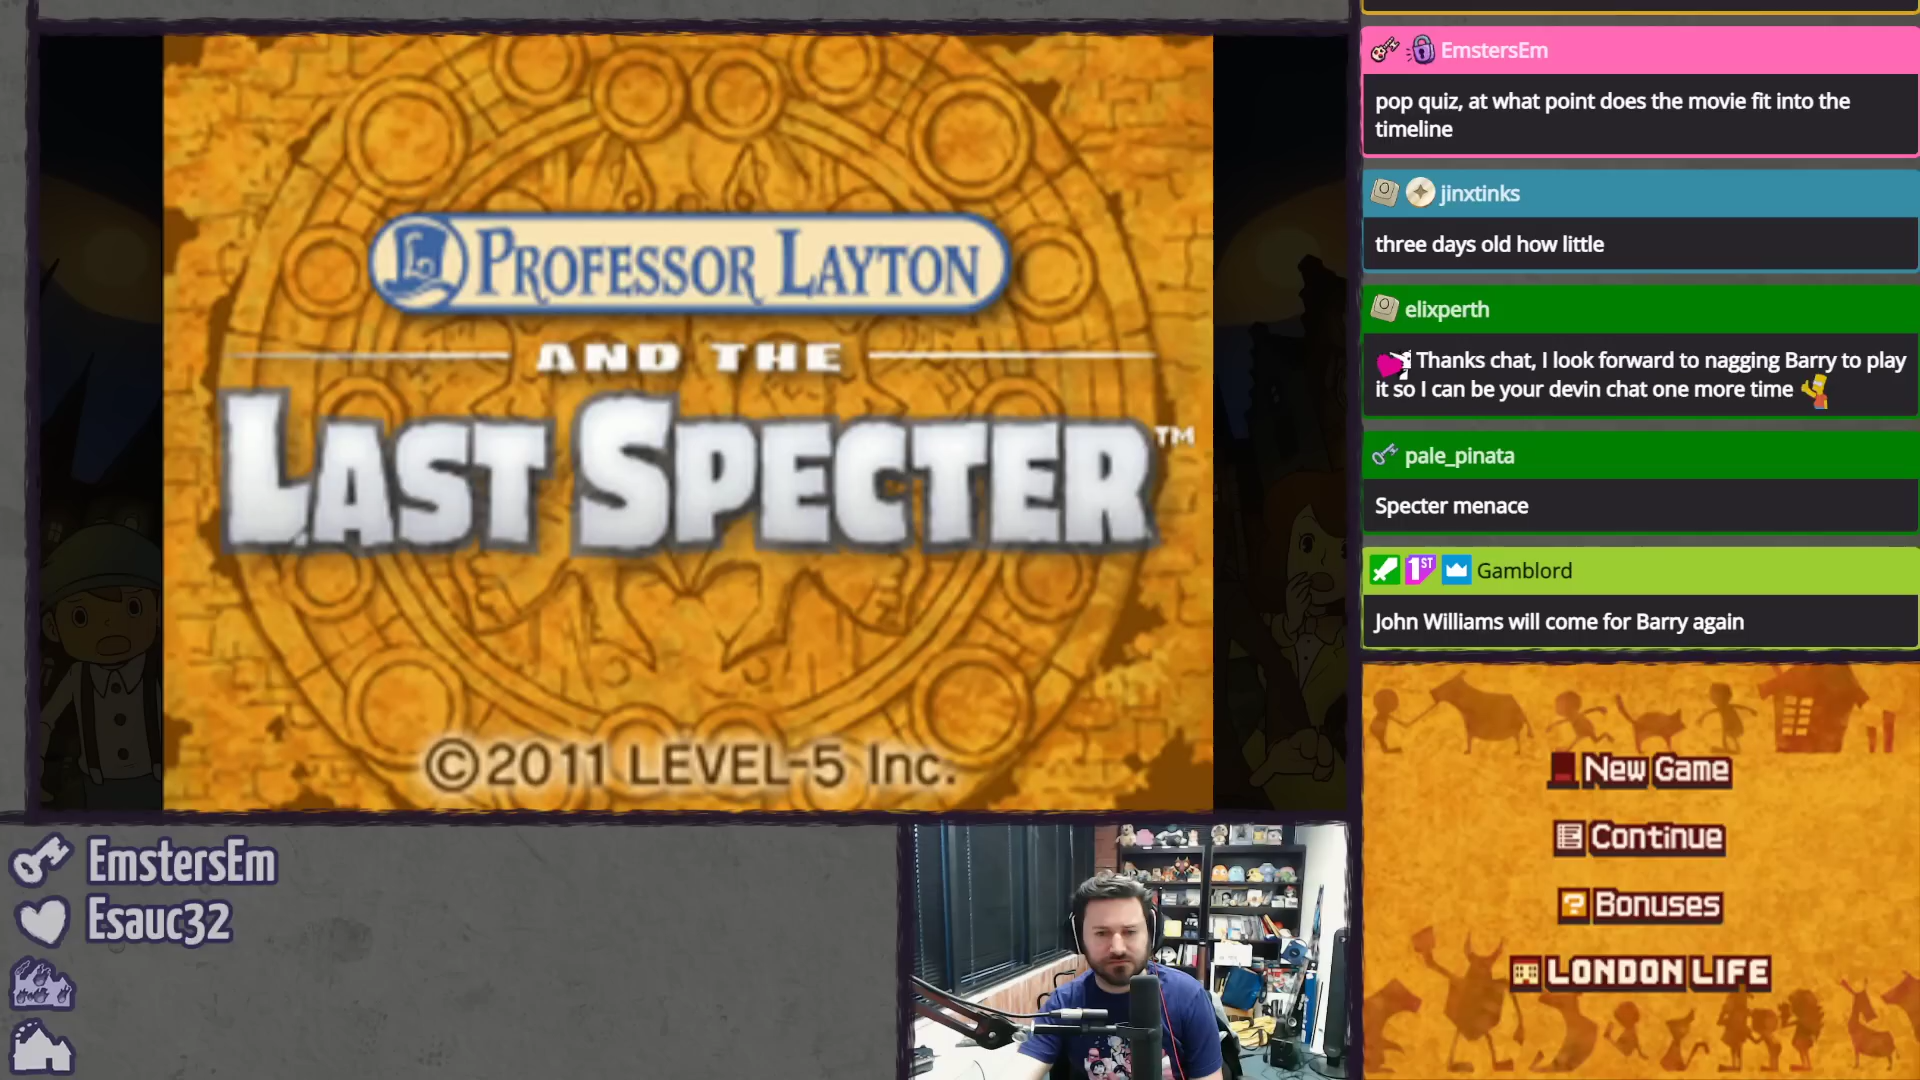 PROFESSOR LAYTON
AND THE
LAST SPECTER™
©2011 LEVEL-5 Inc.
EmstersEm
pop quiz, at what point does the movie fit into the
timeline
jinxtinks
three days old how little
elixperth
Thanks chat, I look forward to nagging Barry to play
it so I can be your devin chat one more time
pale_pinata
Specter menace
1ST Gamblord
John Williams will come for Barry again
New Game
Continue
? Bonuses
LONDON LIFE
EmstersEm
Esauc32